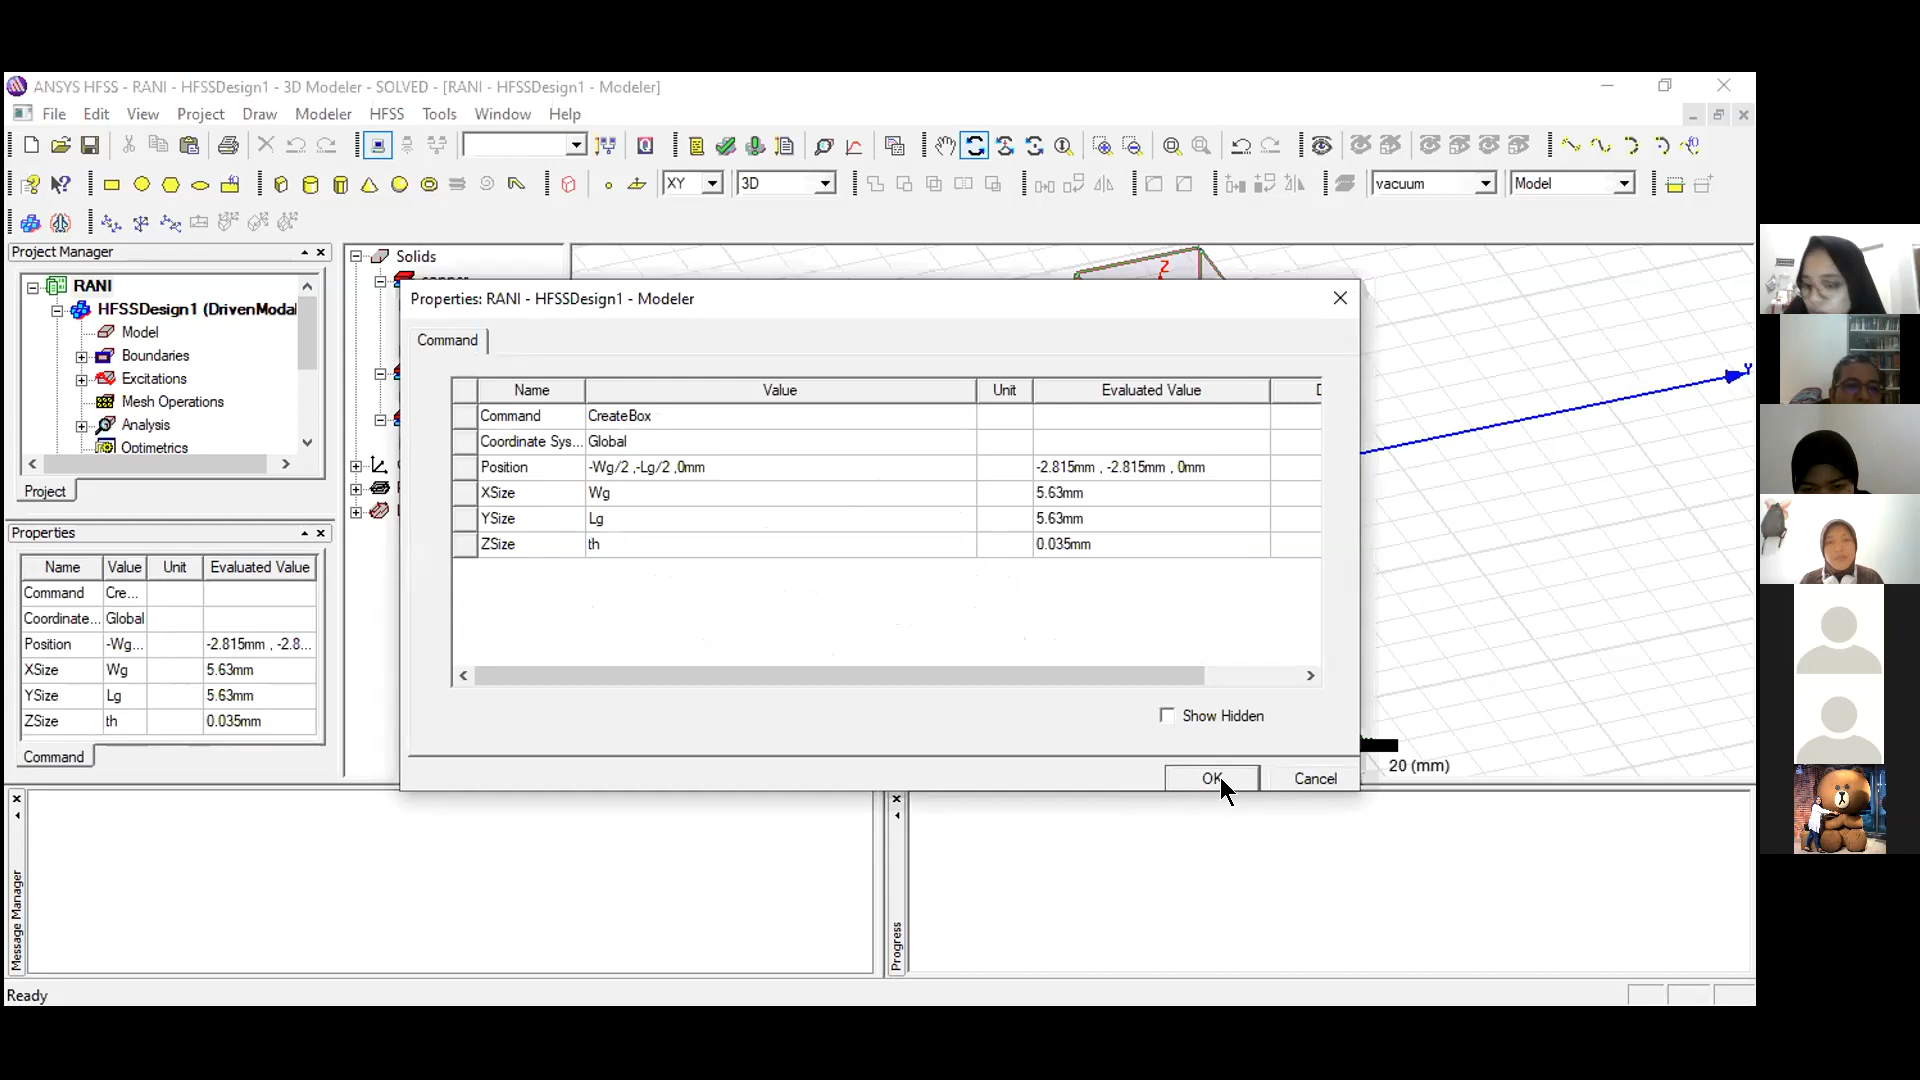 ANSYS HFSS - RANI - HFSSDesign1 - 3D Modeler - SOLVED - [RANI - HFSSDesign1 - Modeler]
File Edit View Project Draw Modeler HFSS Tools Window Help
XY 3D vacuum Model
Project Manager
RANI
HFSSDesign1 (DrivenModal
Model
Boundaries
Excitations
Mesh Operations
Analysis
Optimetrics
Project
Properties
Name Value Unit Evaluated Value
Command Cre...
Coordinate... Global
Position -Wg... -2.815mm , -2.8...
XSize Wg 5.63mm
YSize Lg 5.63mm
ZSize th 0.035mm
Command
Solids
Z
Properties: RANI - HFSSDesign1 - Modeler
Command
Name Value Unit Evaluated Value
Command CreateBox
Coordinate Sys... Global
Position -Wg/2 ,-Lg/2 ,0mm -2.815mm , -2.815mm , 0mm
XSize Wg 5.63mm
YSize Lg 5.63mm
ZSize th 0.035mm
Show Hidden
OK Cancel
20 (mm)
Message Manager
Progress
Ready